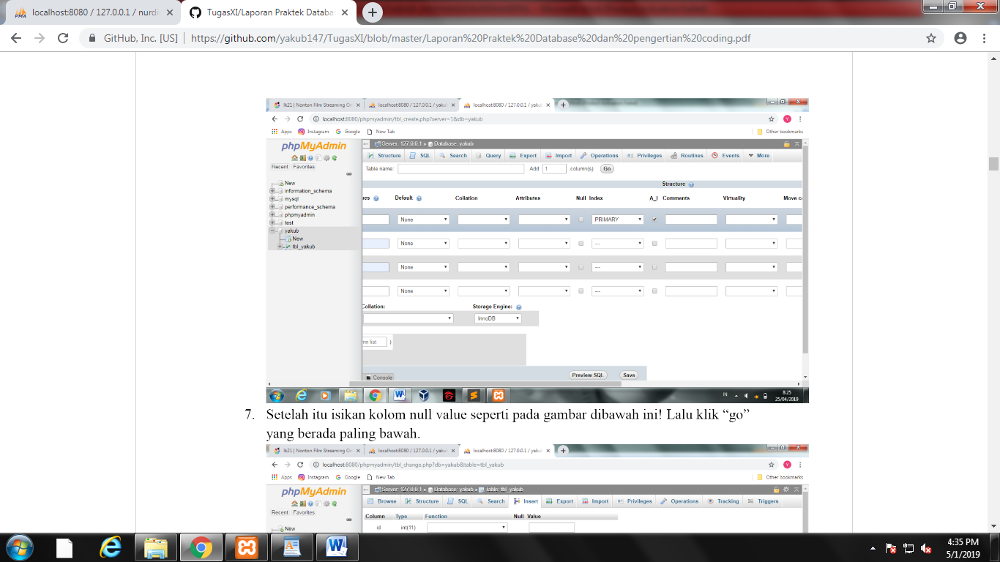 localhost:8080 / 127.0.0.1 / nurdi
TugasXI/Laporan Praktek Databa
GitHub, Inc. [US] | https://github.com/yakub147/TugasXI/blob/master/Laporan%20Praktek%20Database%20dan%20pengertian%20coding.pdf
lk21 | Nonton Film Streaming On
localhost:8080 / 127.0.0.1 / yaku
localhost:8080 / 127.0.0.1 / yaku
localhost:8080/phpmyadmin/tbl_create.php?server=1&db=yakub
Apps Instagram Google New Tab Other bookmarks
phpMyAdmin
Recent Favorites
New
information_schema
mysql
performance_schema
phpmyadmin
test
yakub
New
tbl_yakub
Server: 127.0.0.1 » Database: yakub
Structure SQL Search Query Export Import Operations Privileges Routines Events More
Table name: Add 1 column(s) Go
Structure
ues Default Collation Attributes Null Index A_I Comments Virtuality Move co
None PRIMARY
None ---
None ---
None ---
Collation: Storage Engine:
InnoDB
mn list )
Preview SQL Save
Console
IN 8:25
25/04/2019
7. Setelah itu isikan kolom null value seperti pada gambar dibawah ini! Lalu klik “go”
yang berada paling bawah.
lk21 | Nonton Film Streaming On
localhost:8080 / 127.0.0.1 / yaku
localhost:8080 / 127.0.0.1 / yaku
localhost:8080/phpmyadmin/tbl_change.php?db=yakub&table=tbl_yakub
Apps Instagram Google New Tab Other bookmarks
phpMyAdmin
Recent Favorites
New
Server: 127.0.0.1 » Database: yakub » Table: tbl_yakub
Browse Structure SQL Search Insert Export Import Privileges Operations Tracking Triggers
Column Type Function Null Value
id int(11)
4:35 PM
5/1/2019